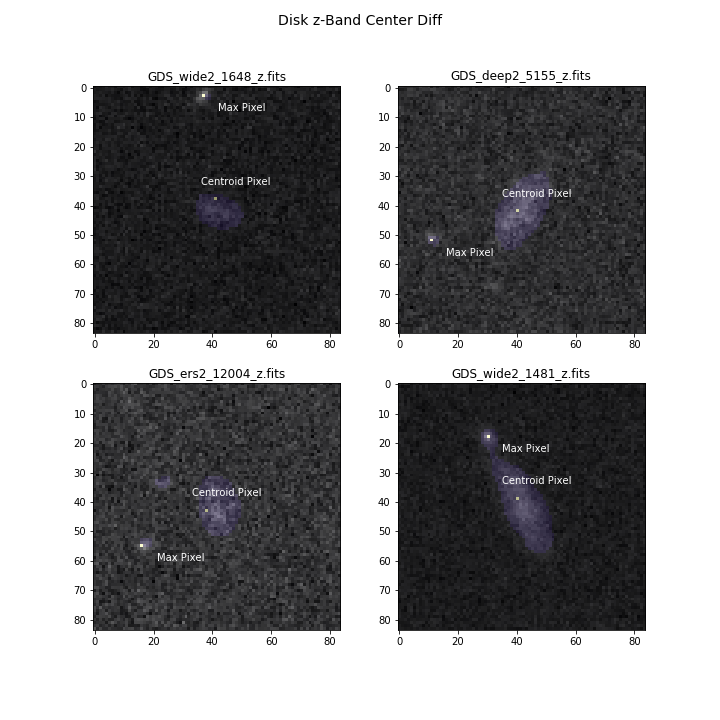 Disk z-Band Center Diff
GDS_wide2_1648_z.fits
0
10
20
30
40
50
60
70
80
0 20 40 60 80
Max Pixel
Centroid Pixel
GDS_deep2_5155_z.fits
0
10
20
30
40
50
60
70
80
0 20 40 60 80
Centroid Pixel
Max Pixel
GDS_ers2_12004_z.fits
0
10
20
30
40
50
60
70
80
0 20 40 60 80
Centroid Pixel
Max Pixel
GDS_wide2_1481_z.fits
0
10
20
30
40
50
60
70
80
0 20 40 60 80
Max Pixel
Centroid Pixel